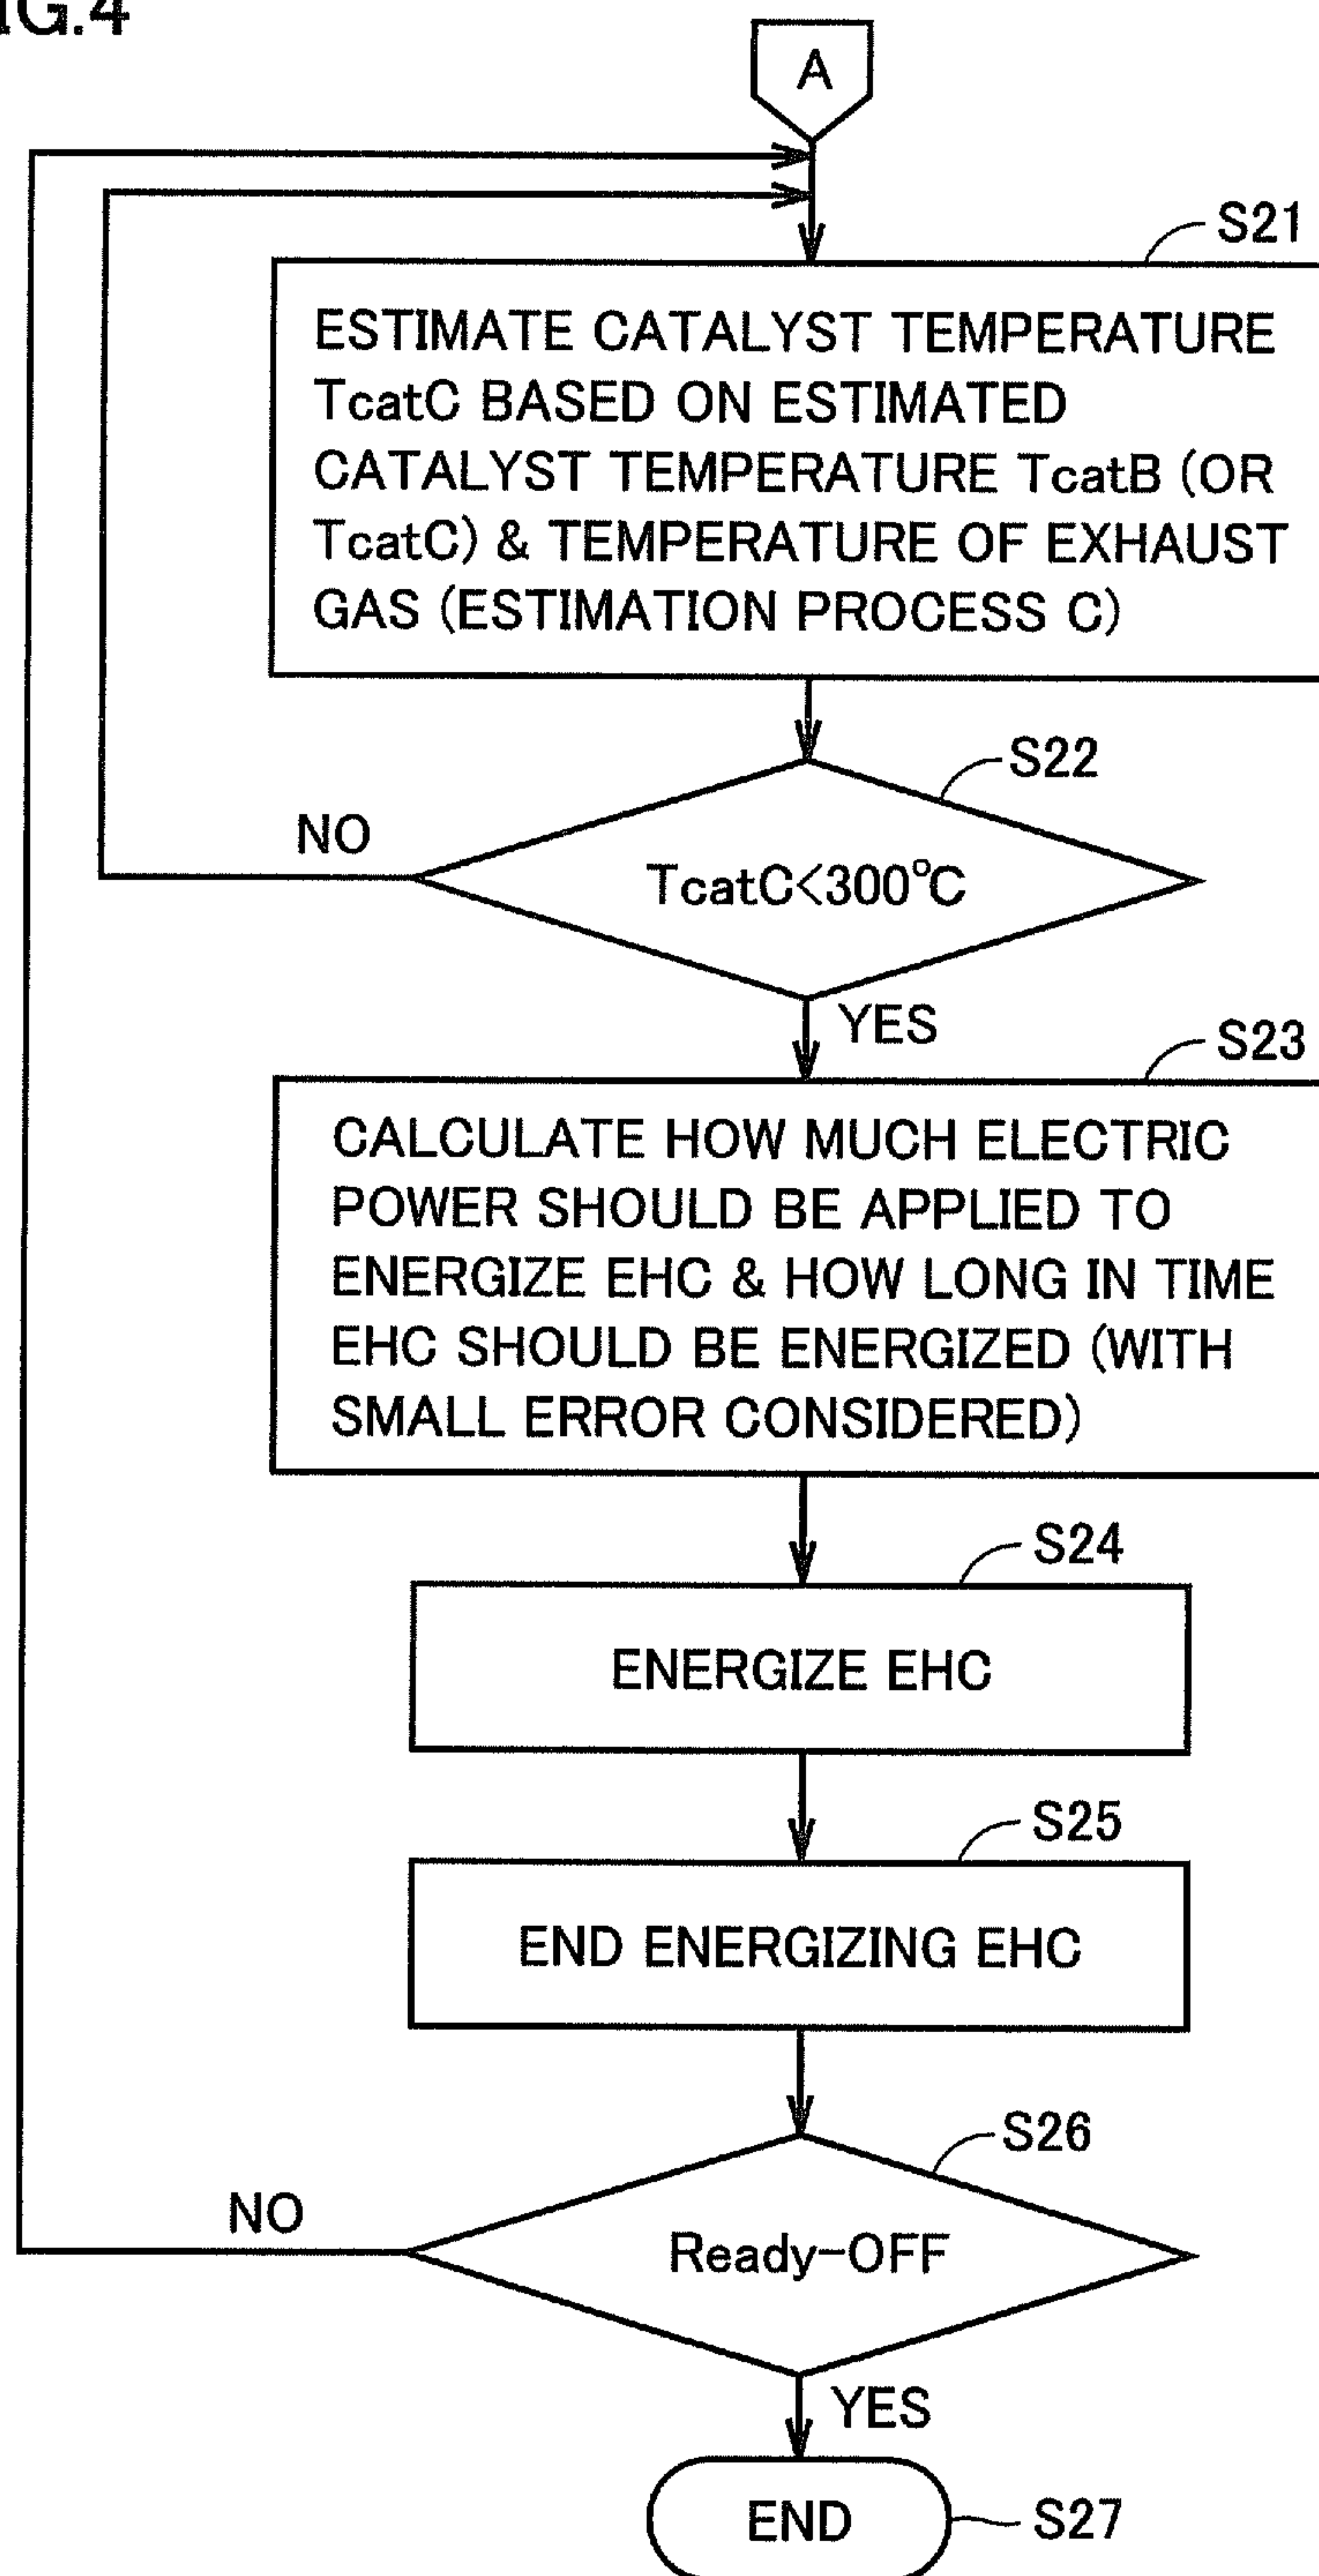 IG.4
A
S21
ESTIMATE CATALYST TEMPERATURE
TcatC BASED ON ESTIMATED
CATALYST TEMPERATURE TcatB (OR
TcatC) & TEMPERATURE OF EXHAUST
GAS (ESTIMATION PROCESS C)
S22
NO
TcatC<300°C
YES
S23
CALCULATE HOW MUCH ELECTRIC
POWER SHOULD BE APPLIED TO
ENERGIZE EHC & HOW LONG IN TIME
EHC SHOULD BE ENERGIZED (WITH
SMALL ERROR CONSIDERED)
S24
ENERGIZE EHC
S25
END ENERGIZING EHC
S26
NO
Ready-OFF
YES
END
S27